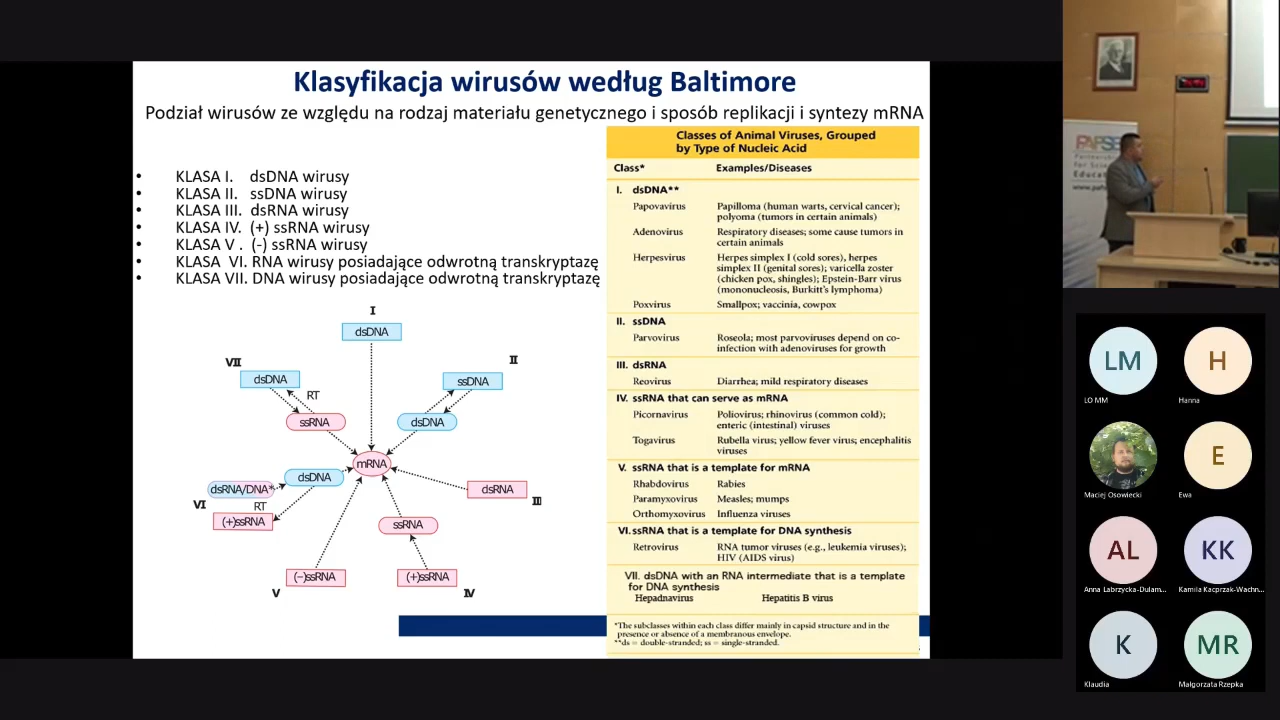 Klasyfikacja wirusów według Baltimore
Podział wirusów ze względu na rodzaj materiału genetycznego i sposób replikacji i syntezy mRNA
• KLASA I. dsDNA wirusy
• KLASA II. ssDNA wirusy
• KLASA III. dsRNA wirusy
• KLASA IV. (+) ssRNA wirusy
• KLASA V . (-) ssRNA wirusy
• KLASA VI. RNA wirusy posiadające odwrotną transkryptazę
• KLASA VII. DNA wirusy posiadające odwrotną transkryptazę
I
dsDNA
II
ssDNA
dsDNA
VII
dsDNA
RT
ssRNA
mRNA
dsDNA
dsRNA/DNA*
VI
RT
(+)ssRNA
dsRNA
III
ssRNA
(−)ssRNA
V
(+)ssRNA
IV
Classes of Animal Viruses, Grouped
by Type of Nucleic Acid
Class* Examples/Diseases
I. dsDNA**
Papovavirus Papilloma (human warts, cervical cancer);
polyoma (tumors in certain animals)
Adenovirus Respiratory diseases; some cause tumors in
certain animals
Herpesvirus Herpes simplex I (cold sores), herpes
simplex II (genital sores); varicella zoster
(chicken pox, shingles); Epstein-Barr virus
(mononucleosis, Burkitt's lymphoma)
Poxvirus Smallpox; vaccinia, cowpox
II. ssDNA
Parvovirus Roseola; most parvoviruses depend on co-
infection with adenoviruses for growth
III. dsRNA
Reovirus Diarrhea; mild respiratory diseases
IV. ssRNA that can serve as mRNA
Picornavirus Poliovirus; rhinovirus (common cold);
enteric (intestinal) viruses
Togavirus Rubella virus; yellow fever virus; encephalitis
viruses
V. ssRNA that is a template for mRNA
Rhabdovirus Rabies
Paramyxovirus Measles; mumps
Orthomyxovirus Influenza viruses
VI. ssRNA that is a template for DNA synthesis
Retrovirus RNA tumor viruses (e.g., leukemia viruses);
HIV (AIDS virus)
VII. dsDNA with an RNA intermediate that is a template
for DNA synthesis
Hepadnavirus Hepatitis B virus
*The subclasses within each class differ mainly in capsid structure and in the
presence or absence of a membranous envelope.
**ds = double-stranded; ss = single-stranded.
LM
LO MM
H
Hanna
Maciej Osowiecki
E
Ewa
AL
Anna Labrzycka-Dulam...
KK
Kamila Kacprzak-Wachn...
K
Klaudia
MR
Małgorzata Rzepka